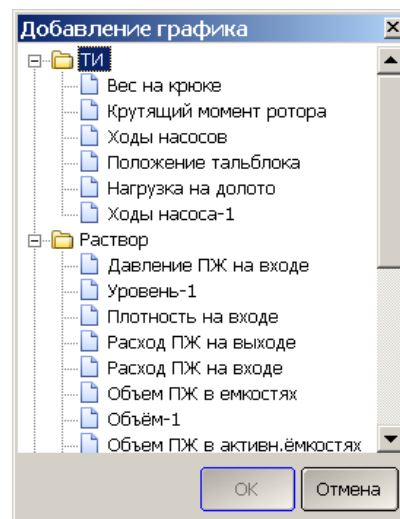 Добавление графика
ТИ
Вес на крюке
Крутящий момент ротора
Ходы насосов
Положение тальблока
Нагрузка на долото
Ходы насоса-1
Раствор
Давление ПЖ на входе
Уровень-1
Плотность на входе
Расход ПЖ на выходе
Расход ПЖ на входе
Объем ПЖ в емкостях
Объём-1
Объем ПЖ в активн.ёмкостях
OK
Отмена